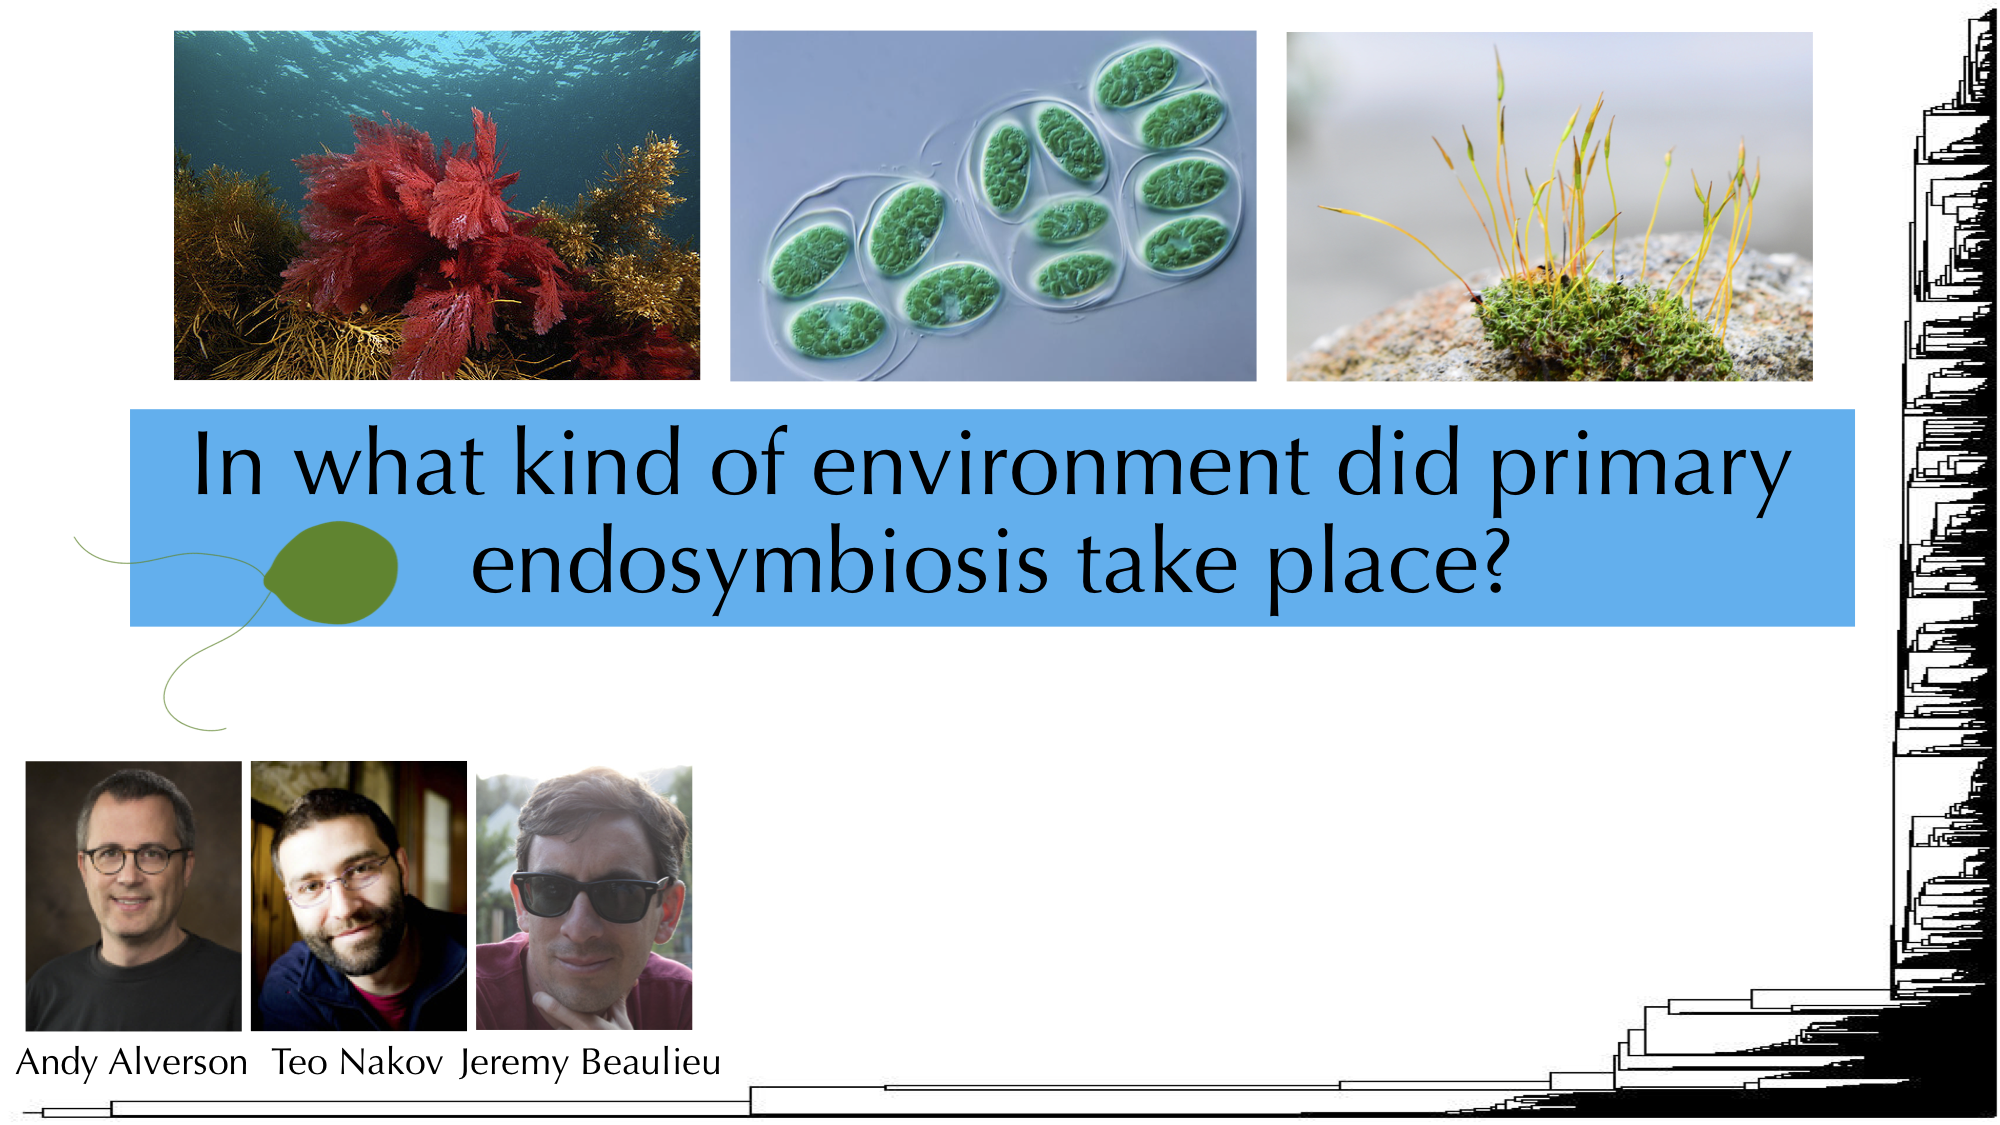 In what kind of environment did primary
endosymbiosis take place?
Andy Alverson Teo Nakov Jeremy Beaulieu